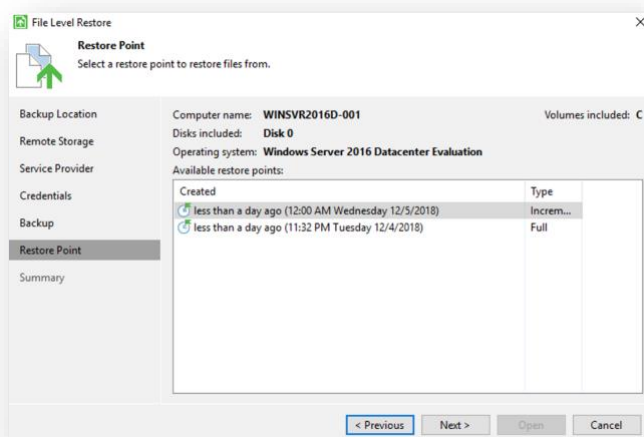 File Level Restore
Restore Point
Select a restore point to restore files from.
Backup Location
Remote Storage
Service Provider
Credentials
Backup
Restore Point
Summary
Computer name: WINSVR2016D-001 Volumes included: C
Disks included: Disk 0
Operating system: Windows Server 2016 Datacenter Evaluation
Available restore points:
Created Type
less than a day ago (12:00 AM Wednesday 12/5/2018) Increm...
less than a day ago (11:32 PM Tuesday 12/4/2018) Full
< Previous Next > Open Cancel